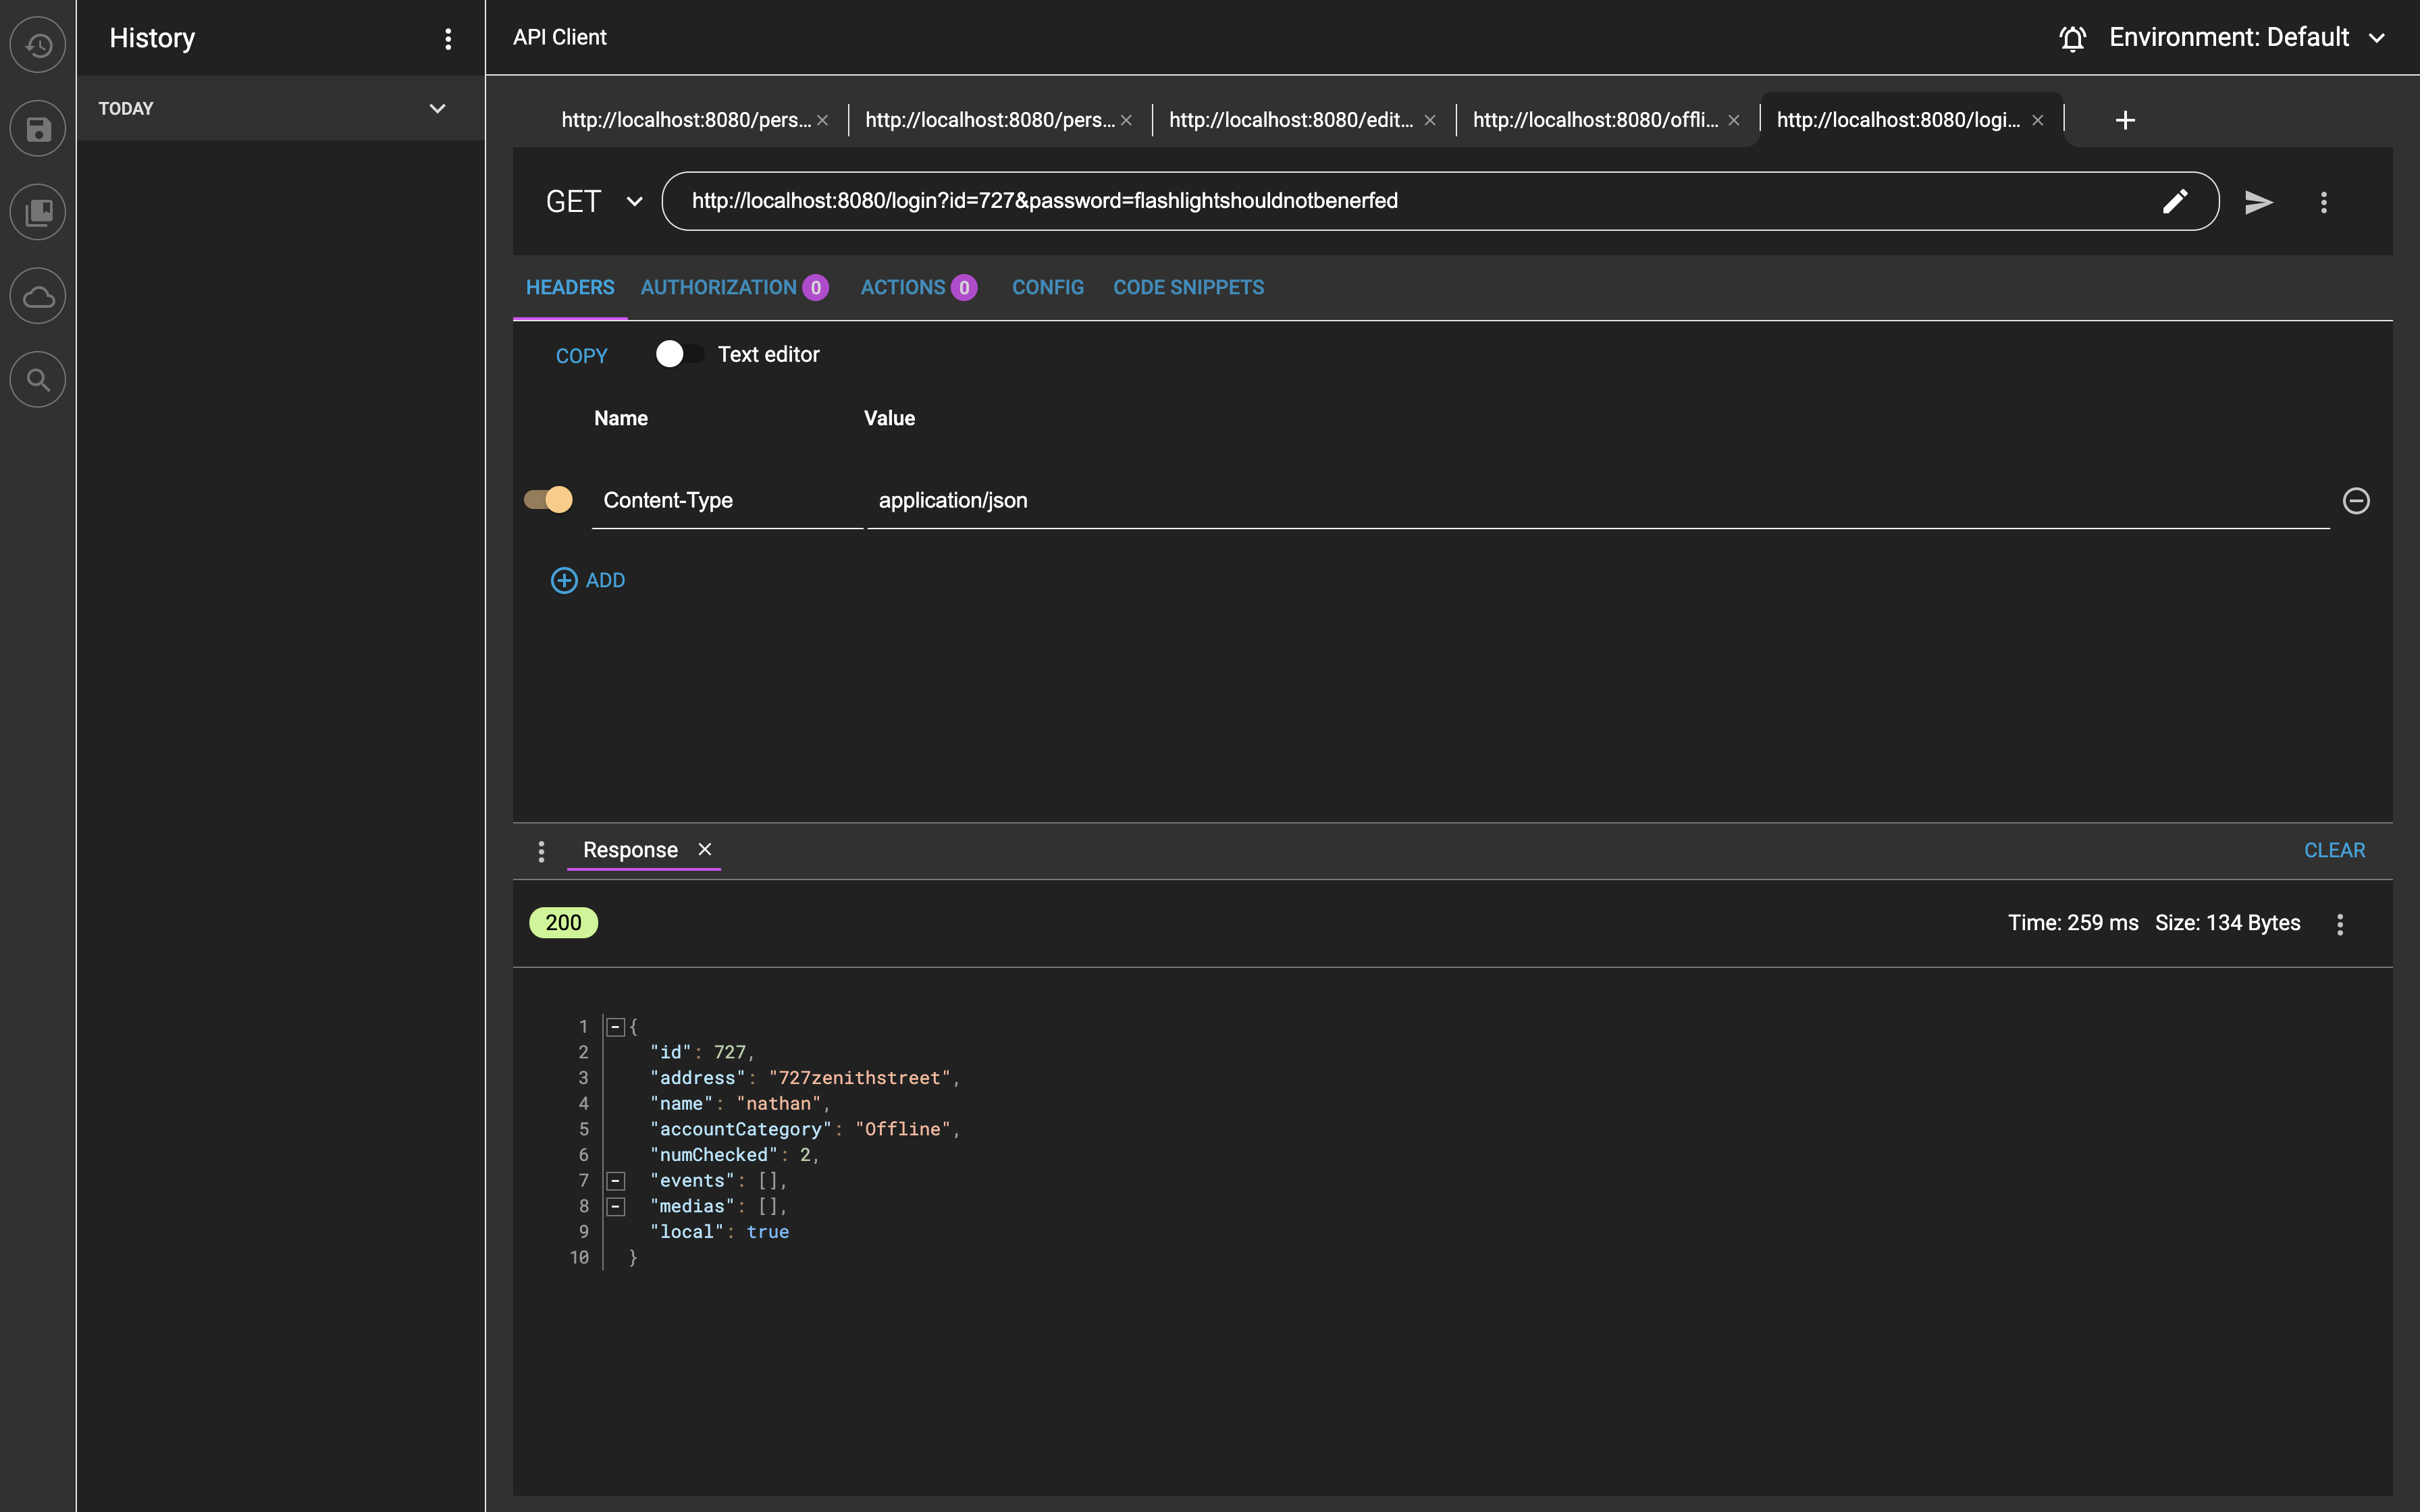 History
API Client
Environment: Default
TODAY
http://localhost:8080/pers...
http://localhost:8080/pers...
http://localhost:8080/edit...
http://localhost:8080/offli...
http://localhost:8080/logi...
GET
http://localhost:8080/login?id=727&password=flashlightshouldnotbenerfed
HEADERS
AUTHORIZATION 0
ACTIONS 0
CONFIG
CODE SNIPPETS
COPY
Text editor
Name Value
Content-Type application/json
ADD
Response
CLEAR
200
Time: 259 ms Size: 134 Bytes
1 {
2 "id": 727,
3 "address": "727zenithstreet",
4 "name": "nathan",
5 "accountCategory": "Offline",
6 "numChecked": 2,
7 "events": [],
8 "medias": [],
9 "local": true
10 }